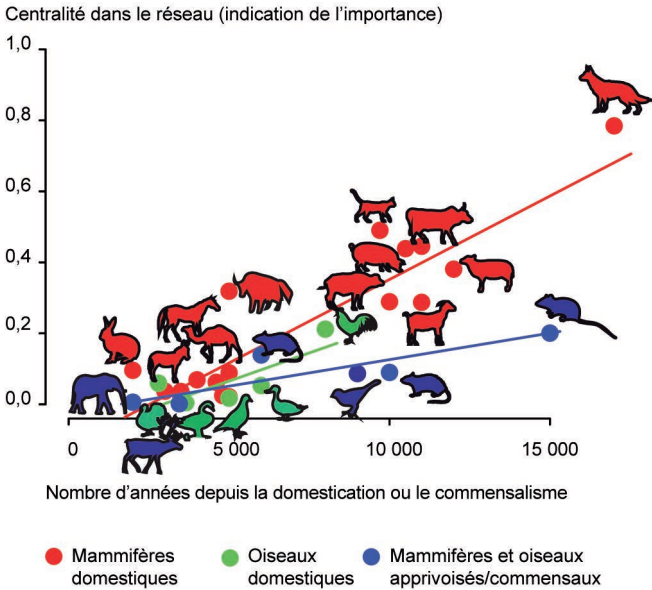 Centralité dans le réseau (indication de l'importance)
1,0
0,8
0,6
0,4
0,2
0,0
0 5 000 10 000 15 000
Nombre d'années depuis la domestication ou le commensalisme
Mammifères domestiques
Oiseaux domestiques
Mammifères et oiseaux apprivoisés/commensaux